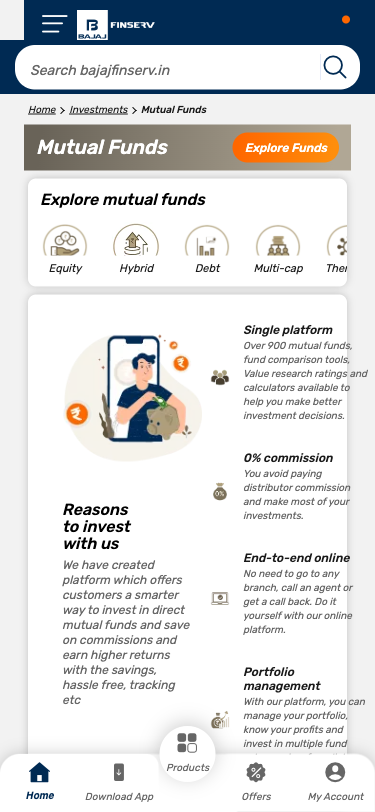 BAJAJ
FINSERV
Search bajajfinserv.in
Home > Investments > Mutual Funds
Mutual Funds
Explore Funds
Explore mutual funds
Equity
Hybrid
Debt
Multi-cap
Reasons
to invest
with us
We have created
platform which offers
customers a smarter
way to invest in direct
mutual funds and save
on commissions and
earn higher returns
with the savings,
hassle free, tracking
etc
Single platform
Over 900 mutual funds,
fund comparison tools,
Value research ratings and
calculators available to
help you make better
investment decisions.
0%
0% commission
You avoid paying
distributor commission
and make most of your
investments.
End-to-end online
No need to go to any
branch, call an agent or
get a call back. Do it
yourself with our online
platform.
Portfolio
management
With our platform, you can
manage your portfolio,
know your profits and
invest in multiple fund
Home
Download App
Products
Offers
My Account